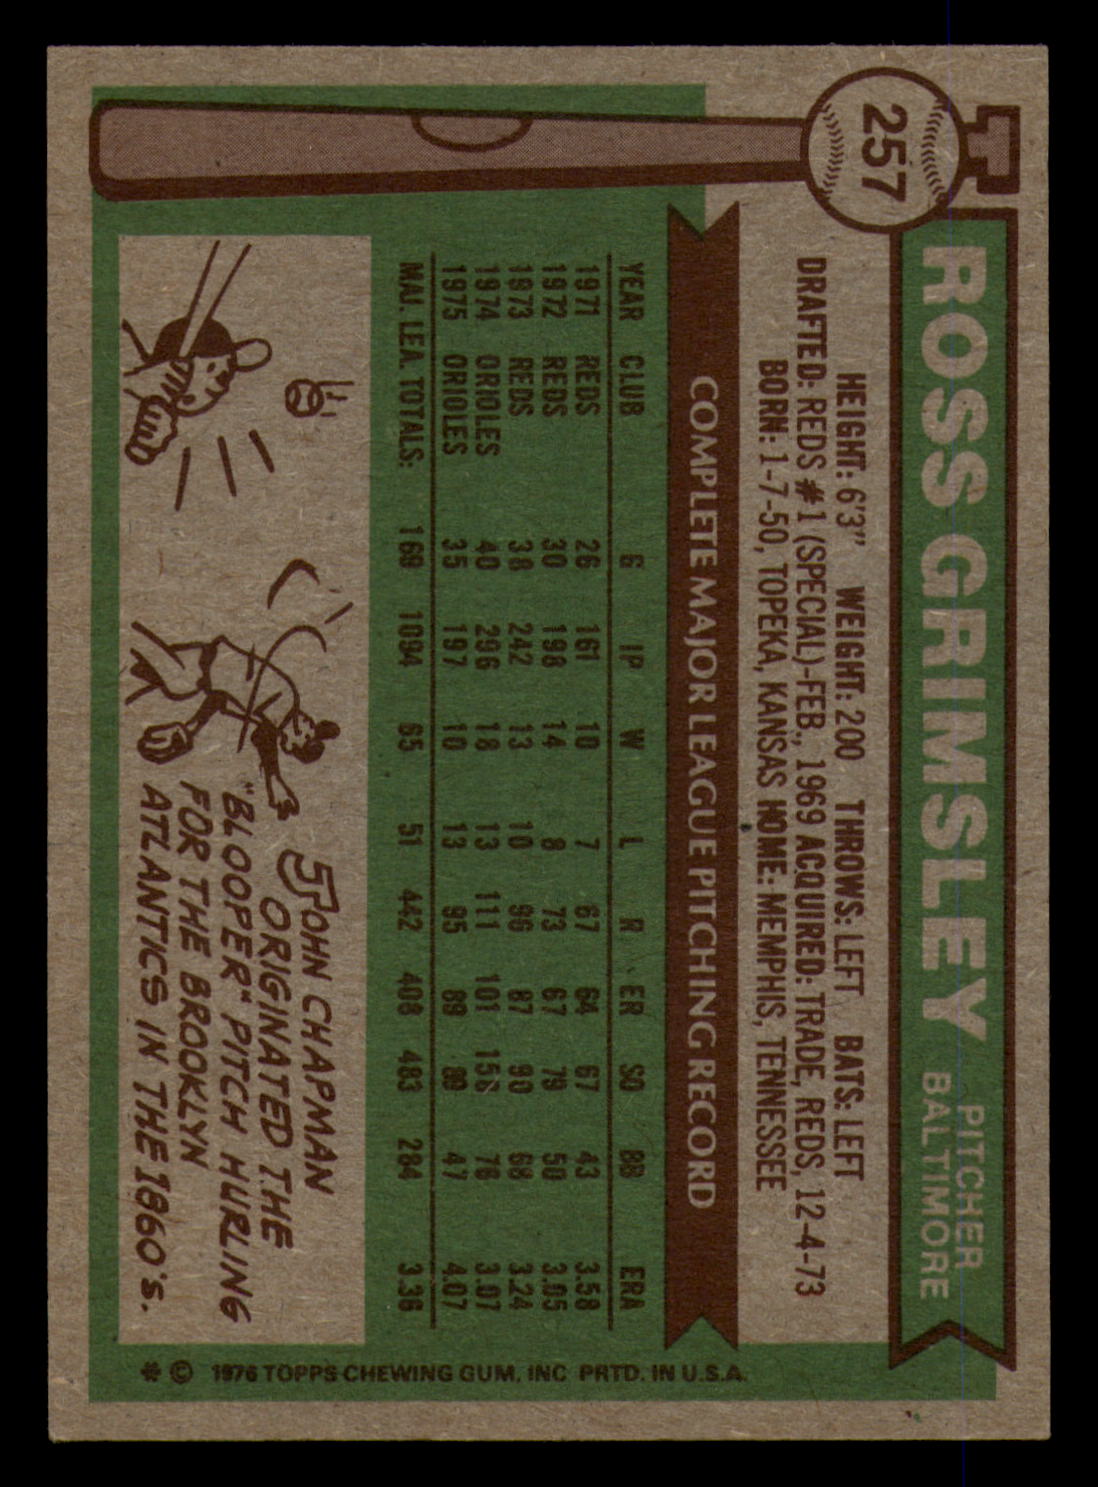 257
T
ROSS GRIMSLEY
PITCHER
BALTIMORE
HEIGHT: 6'3" WEIGHT: 200 THROWS: LEFT BATS: LEFT
DRAFTED: REDS #1 (SPECIAL)-FEB., 1969 ACQUIRED: TRADE, REDS, 12-4-73
BORN: 1-7-50, TOPEKA, KANSAS HOME: MEMPHIS, TENNESSEE
COMPLETE MAJOR LEAGUE PITCHING RECORD
YEAR CLUB G IP W L R ER SO BB ERA
1971 REDS 26 161 10 7 67 64 67 43 3.58
1972 REDS 30 198 14 8 73 67 79 50 3.05
1973 REDS 38 242 13 10 96 87 90 68 3.24
1974 ORIOLES 40 296 18 13 111 101 158 76 3.07
1975 ORIOLES 35 197 10 13 95 89 89 47 4.07
MAJ. LEA. TOTALS: 169 1094 65 51 442 408 483 284 3.36
JOHN CHAPMAN
ORIGINATED THE
"BLOOPER" PITCH HURLING
FOR THE BROOKLYN
ATLANTICS IN THE 1860's.
* © 1976 TOPPS CHEWING GUM, INC PRTD. IN U.S.A.